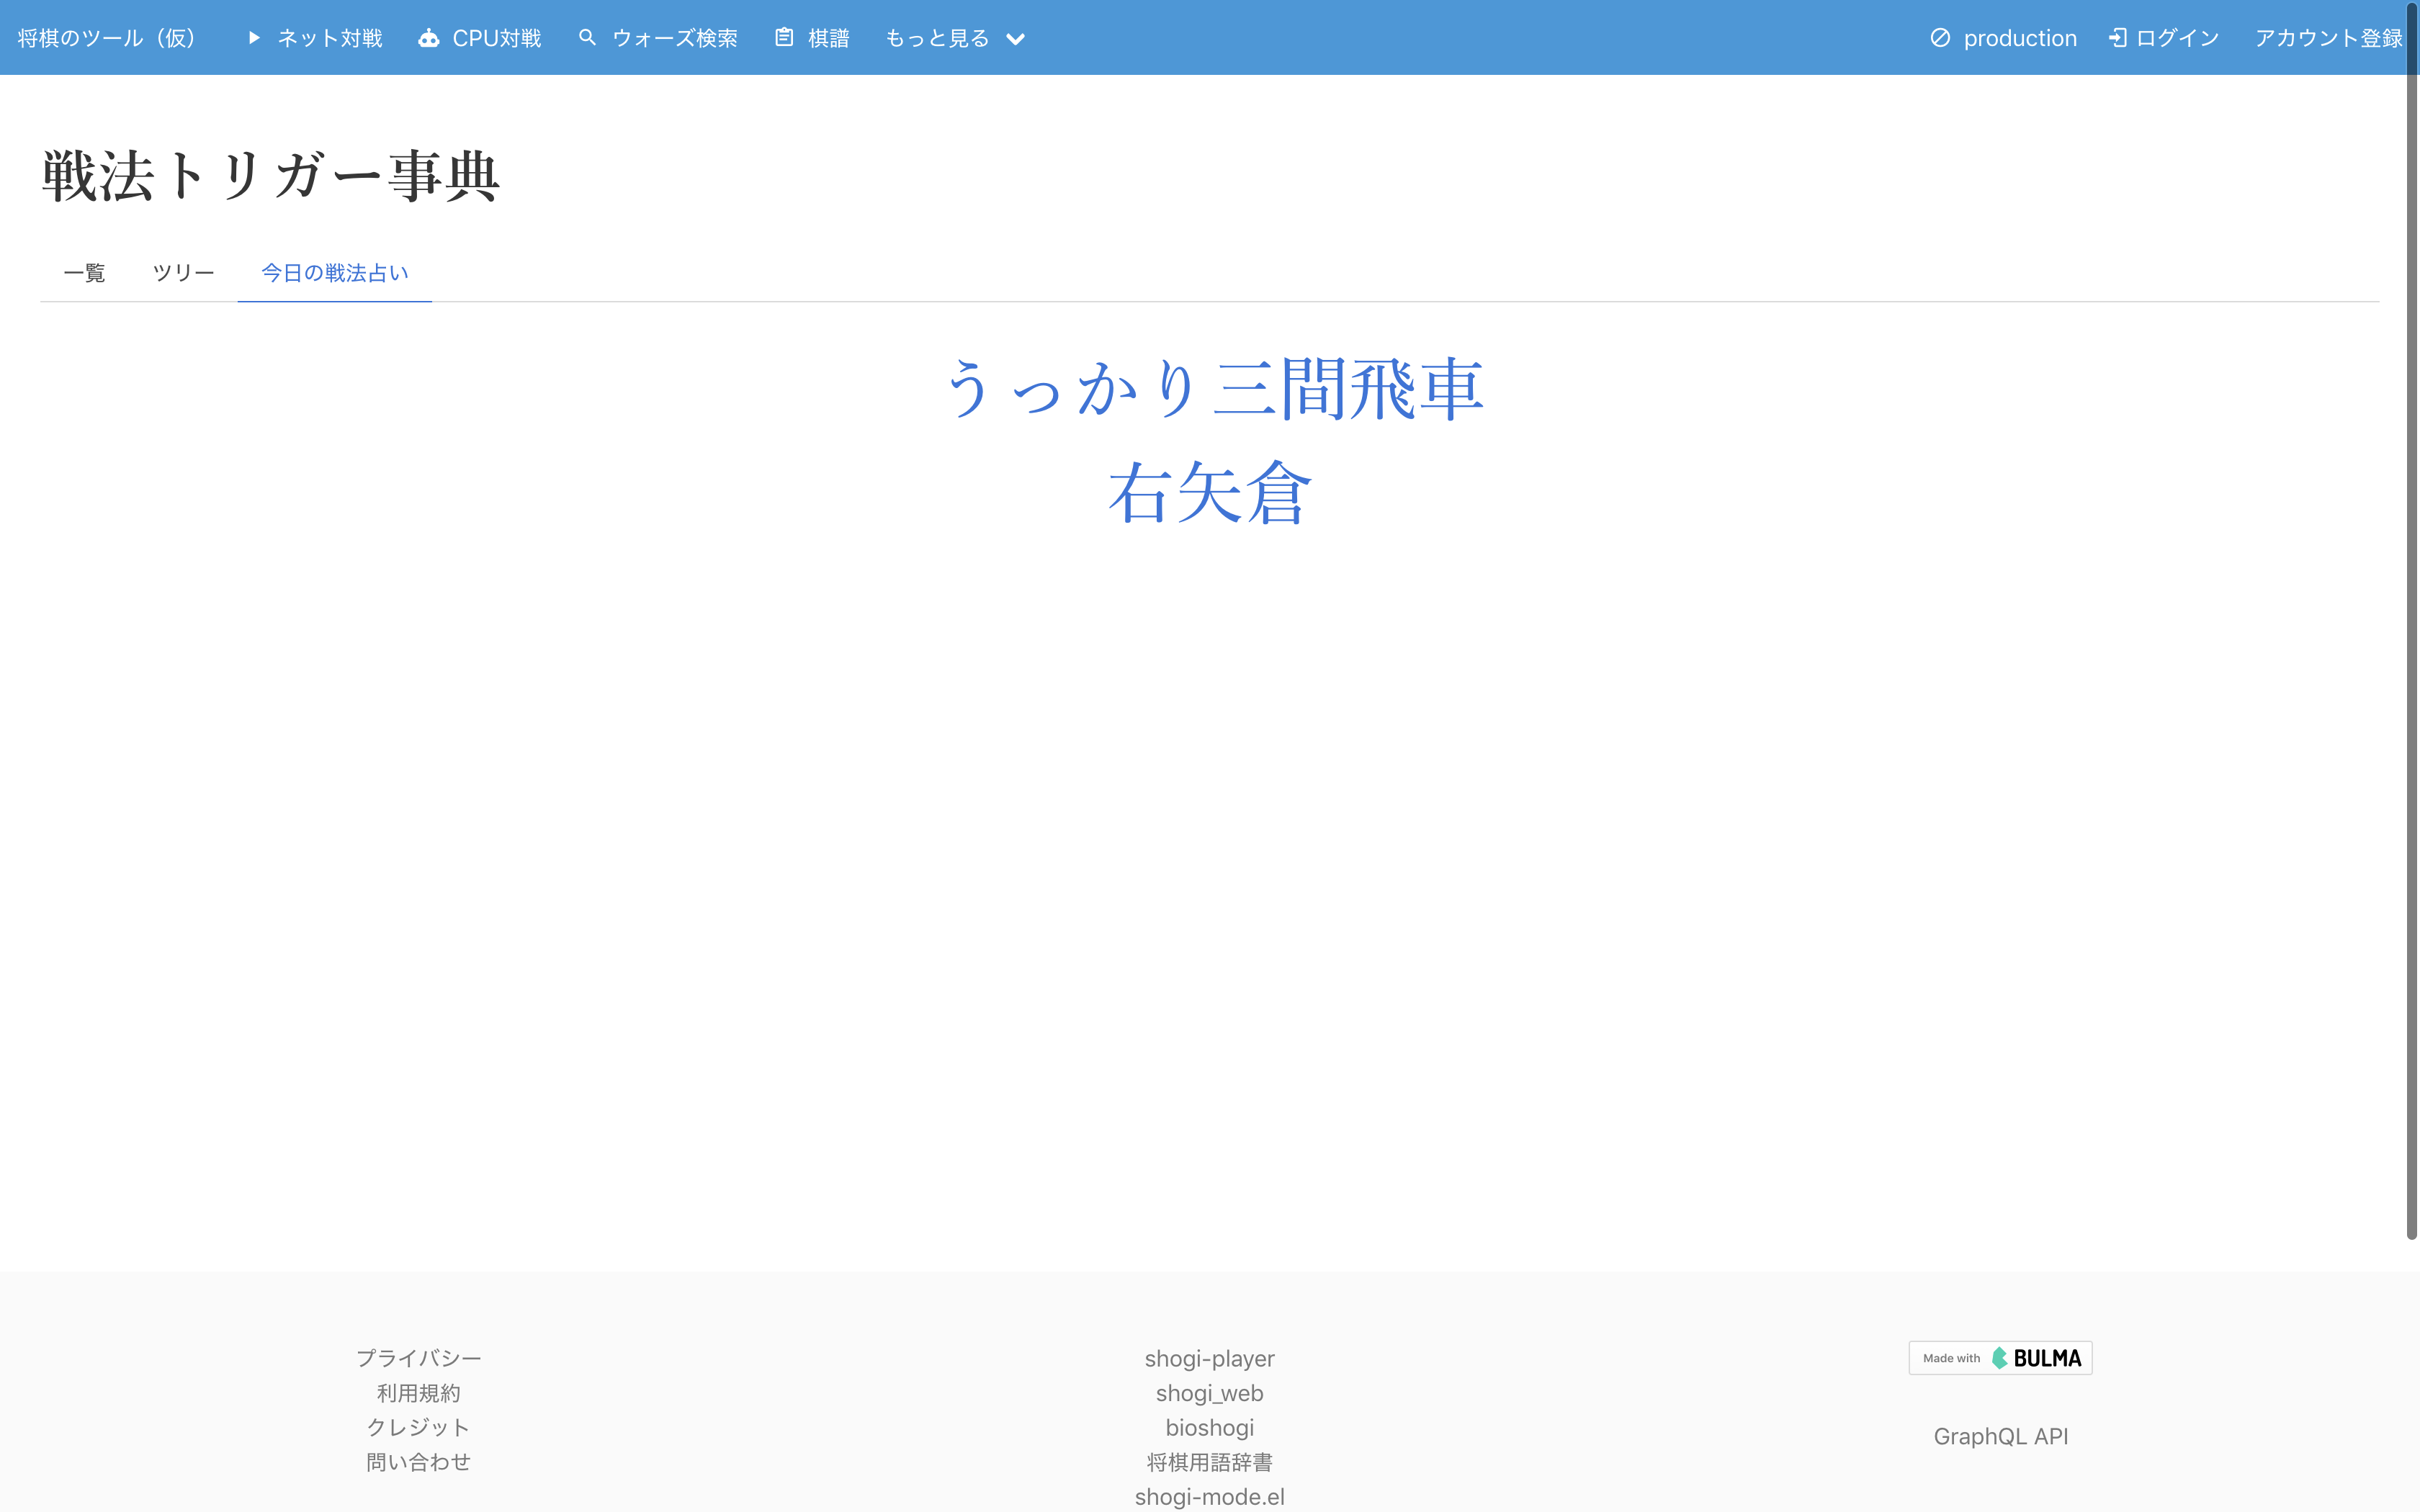 将棋のツール（仮） ネット対戦 CPU対戦 ウォーズ検索 棋譜 もっと見る production ログイン アカウント登録
戦法トリガー事典
一覧 ツリー 今日の戦法占い
うっかり三間飛車
右矢倉
プライバシー
利用規約
クレジット
問い合わせ
shogi-player
shogi_web
bioshogi
将棋用語辞書
shogi-mode.el
Made with BULMA
GraphQL API